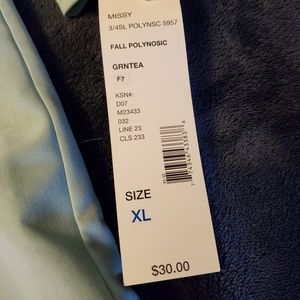 MISSY
3/4SL POLYNSC 5957
FALL POLYNOSIC
GRNTEA
F7
KSN#:
D07
M23433
032
LINE 23
CLS 233
SIZE
XL
$30.00